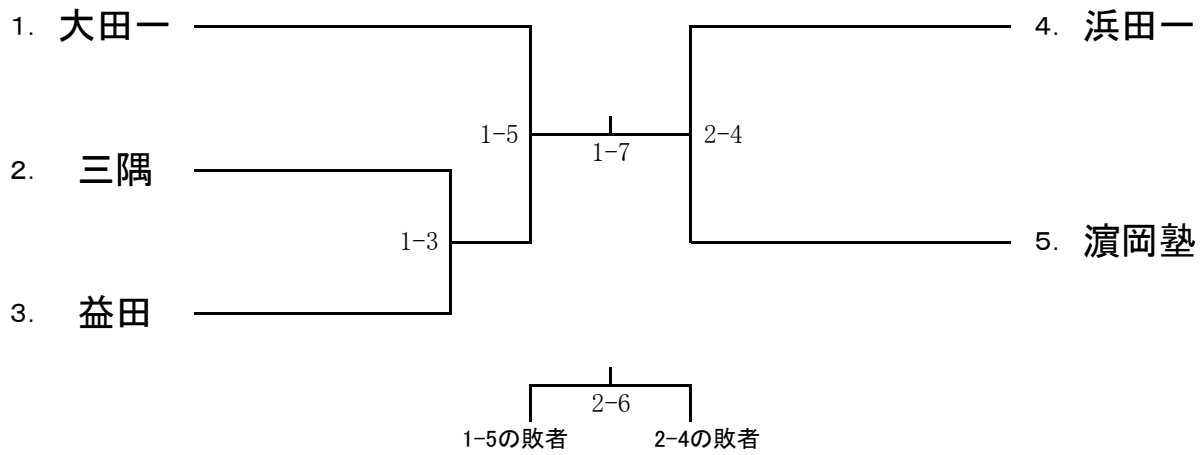 1. 大田一
4. 浜田一
1-5
1-7
2-4
2. 三隅
1-3
5. 濵岡塾
3. 益田
2-6
1-5の敗者
2-4の敗者